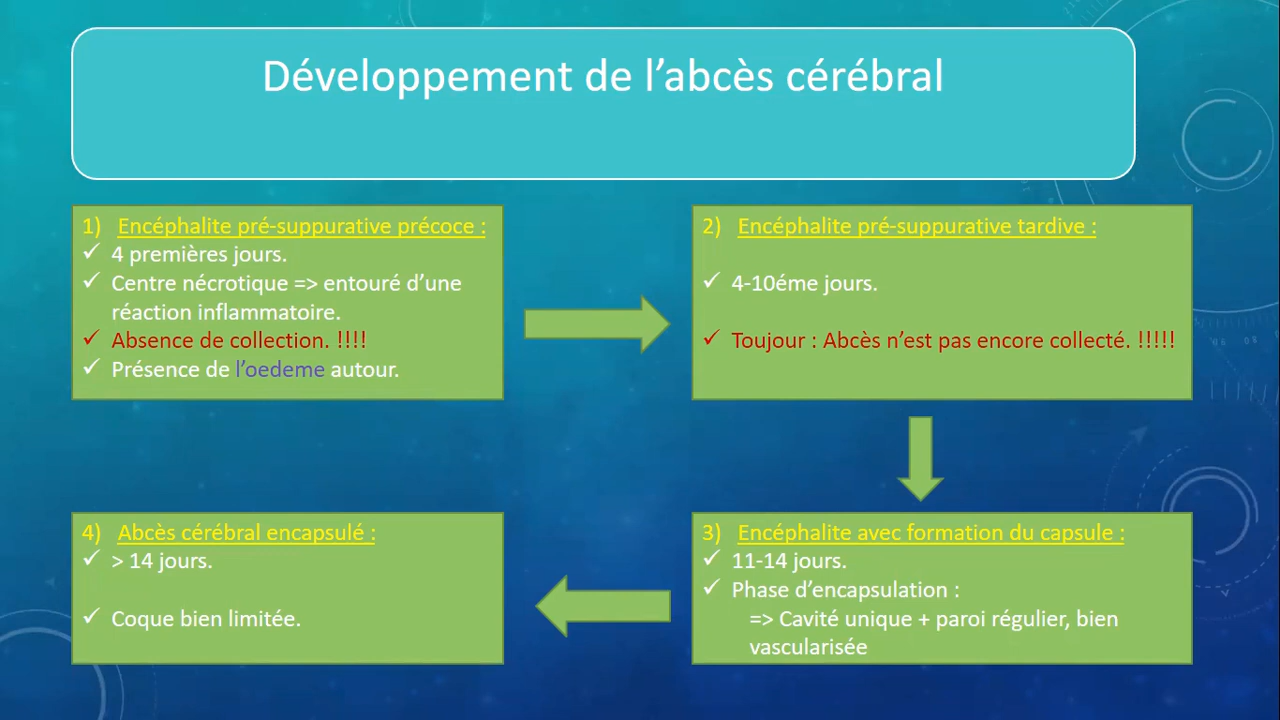 Développement de l’abcès cérébral
1) Encéphalite pré-suppurative précoce :
✓ 4 premières jours.
✓ Centre nécrotique => entouré d’une
réaction inflammatoire.
✓ Absence de collection. !!!!
✓ Présence de l’oedeme autour.
2) Encéphalite pré-suppurative tardive :
✓ 4-10éme jours.
✓ Toujour : Abcès n’est pas encore collecté. !!!!!
3) Encéphalite avec formation du capsule :
✓ 11-14 jours.
✓ Phase d’encapsulation :
=> Cavité unique + paroi régulier, bien
vascularisée
4) Abcès cérébral encapsulé :
✓ > 14 jours.
✓ Coque bien limitée.